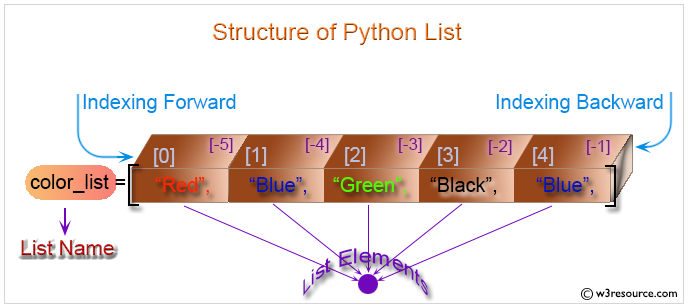 Structure of Python List
Indexing Forward
Indexing Backward
[0] [-5] [1] [-4] [2] [-3] [3] [-2] [4] [-1]
color_list = [ “Red”, “Blue”, “Green”, “Black”, “Blue”, ]
List Name
List Elements
© w3resource.com